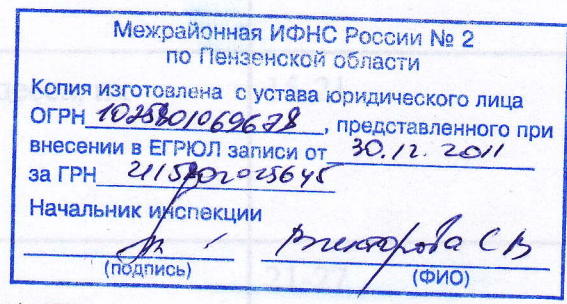 Межрайонная ИФНС России № 2
по Пензенской области
Копия изготовлена с устава юридического лица
ОГРН 1025801069678, представленного при
внесении в ЕГРЮЛ записи от 30.12.2011
за ГРН 2115802025645
Начальник инспекции
Викторова С В
(подпись) (ФИО)